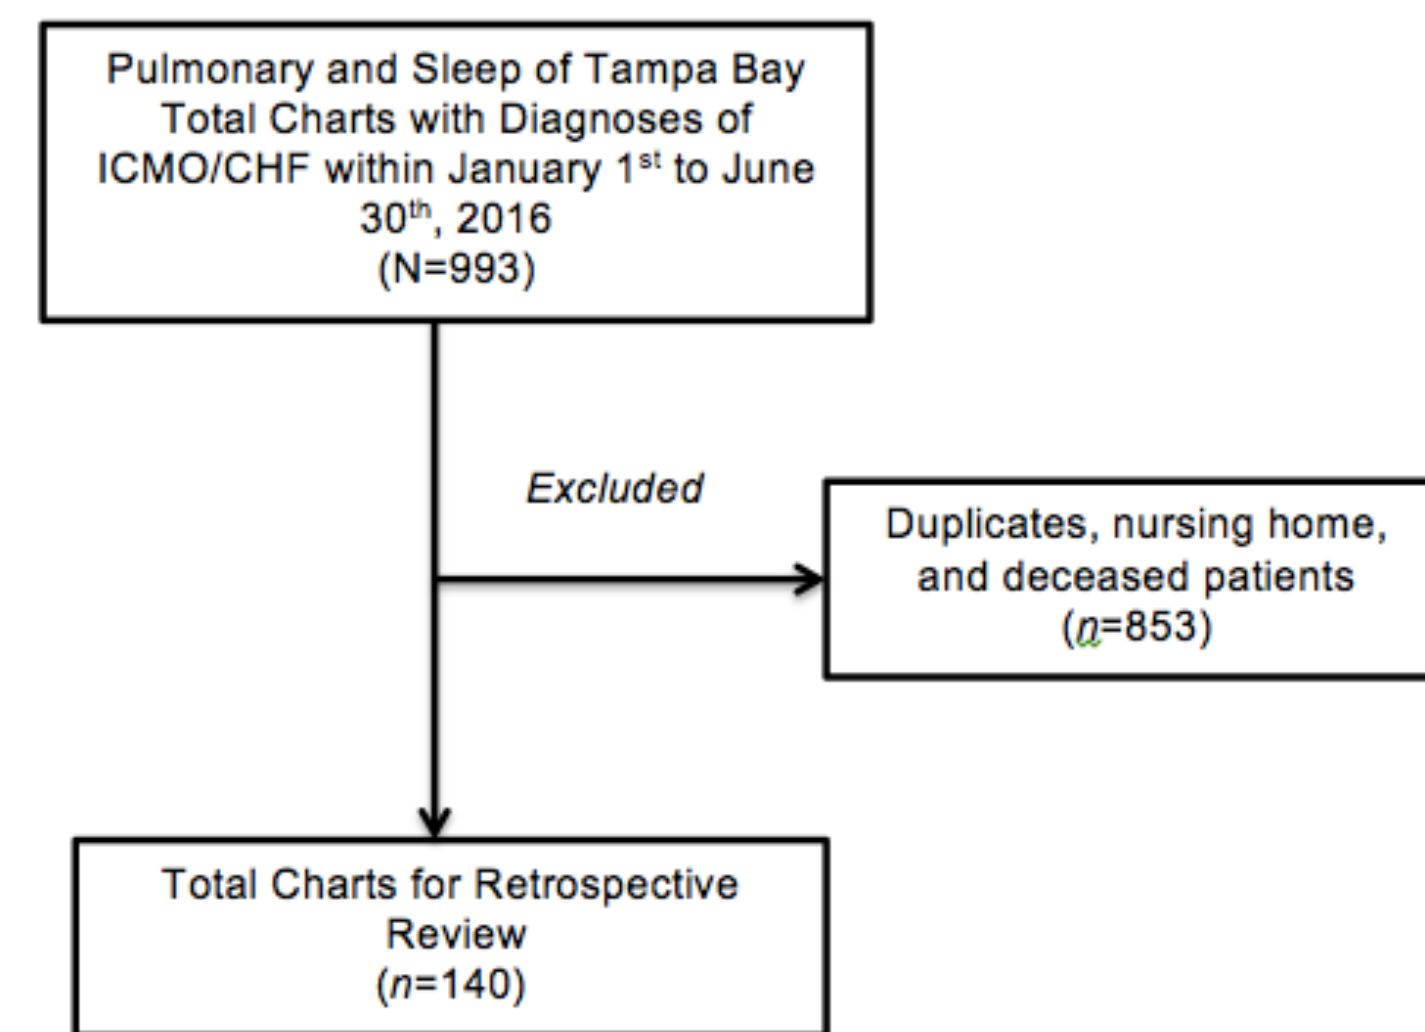 Pulmonary and Sleep of Tampa Bay
Total Charts with Diagnoses of
ICMO/CHF within January 1st to June
30th, 2016
(N=993)
Excluded
Duplicates, nursing home,
and deceased patients
(n=853)
Total Charts for Retrospective
Review
(n=140)